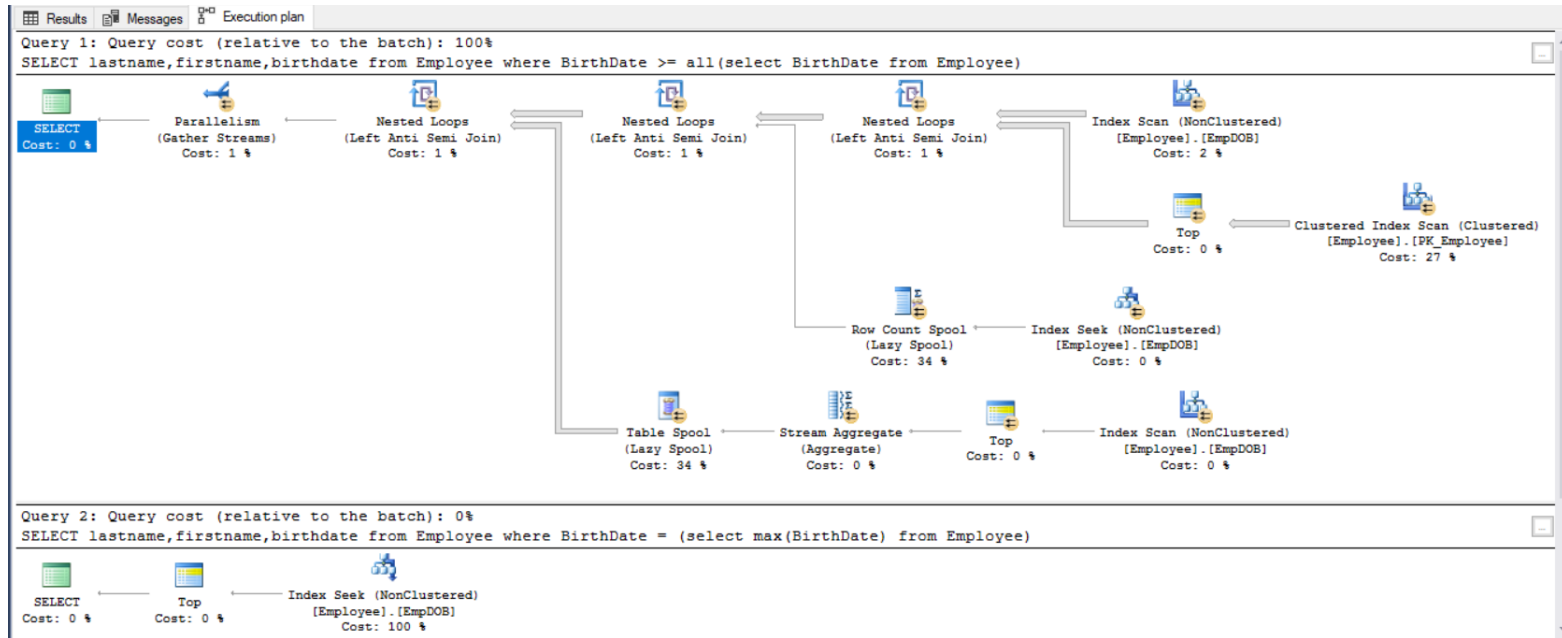 Results Messages Execution plan
Query 1: Query cost (relative to the batch): 100%
SELECT lastname,firstname,birthdate from Employee where BirthDate >= all(select BirthDate from Employee)
SELECT
Cost: 0 %
Parallelism
(Gather Streams)
Cost: 1 %
Nested Loops
(Left Anti Semi Join)
Cost: 1 %
Nested Loops
(Left Anti Semi Join)
Cost: 1 %
Nested Loops
(Left Anti Semi Join)
Cost: 1 %
Index Scan (NonClustered)
[Employee].[EmpDOB]
Cost: 2 %
Top
Cost: 0 %
Clustered Index Scan (Clustered)
[Employee].[PK_Employee]
Cost: 27 %
Row Count Spool
(Lazy Spool)
Cost: 34 %
Index Seek (NonClustered)
[Employee].[EmpDOB]
Cost: 0 %
Table Spool
(Lazy Spool)
Cost: 34 %
Stream Aggregate
(Aggregate)
Cost: 0 %
Top
Cost: 0 %
Index Scan (NonClustered)
[Employee].[EmpDOB]
Cost: 0 %
Query 2: Query cost (relative to the batch): 0%
SELECT lastname,firstname,birthdate from Employee where BirthDate = (select max(BirthDate) from Employee)
SELECT
Cost: 0 %
Top
Cost: 0 %
Index Seek (NonClustered)
[Employee].[EmpDOB]
Cost: 100 %